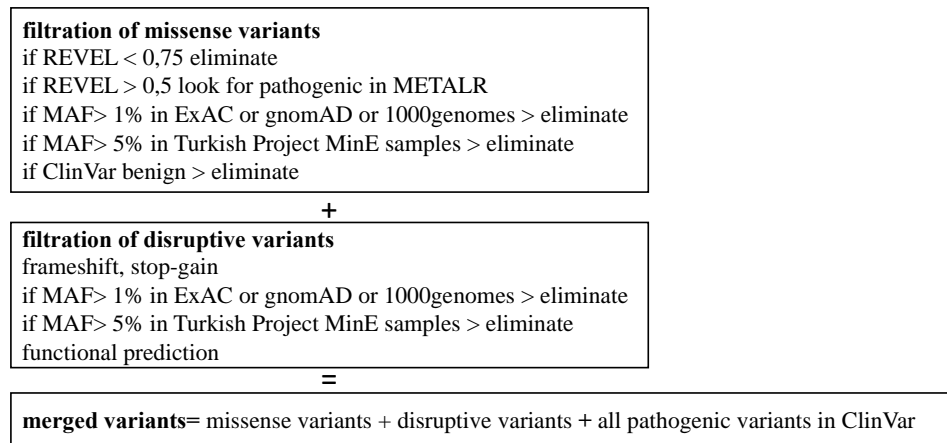 filtration of missense variants
if REVEL < 0,75 eliminate
if REVEL > 0,5 look for pathogenic in METALR
if MAF> 1% in ExAC or gnomAD or 1000genomes > eliminate
if MAF> 5% in Turkish Project MinE samples > eliminate
if ClinVar benign > eliminate
+
filtration of disruptive variants
frameshift, stop-gain
if MAF> 1% in ExAC or gnomAD or 1000genomes > eliminate
if MAF> 5% in Turkish Project MinE samples > eliminate
functional prediction
=
merged variants= missense variants + disruptive variants + all pathogenic variants in ClinVar